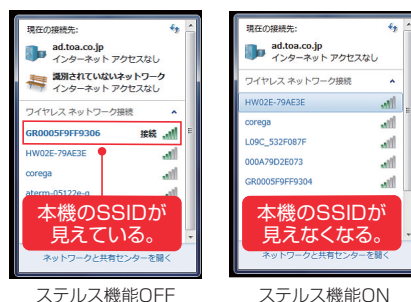 現在の接続先:
ad.toa.co.jp
インターネット アクセスなし
識別されていないネットワーク
インターネット アクセスなし
ワイヤレス ネットワーク接続
GR0005F9FF9306 接続
HW02E-79AE3E
corega
aterm-05122e-g
本機のSSIDが
見えている。
ネットワークと共有センターを開く
ステルス機能OFF
現在の接続先:
ad.toa.co.jp
インターネット アクセスなし
ワイヤレス ネットワーク接続
HW02E-79AE3E
corega
L09C_532F087F
000A79D2E073
GR0005F9FF9304
本機のSSIDが
見えなくなる。
ネットワークと共有センターを開く
ステルス機能ON